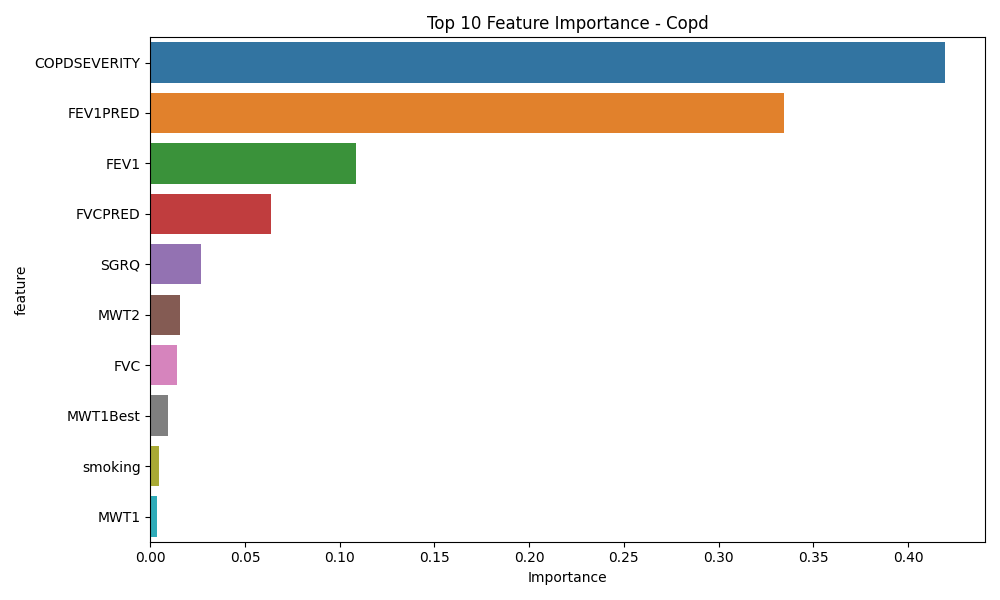 Top 10 Feature Importance - Copd
COPDSEVERITY
FEV1PRED
FEV1
FVCPRED
SGRQ
MWT2
FVC
MWT1Best
smoking
MWT1
feature
0.00 0.05 0.10 0.15 0.20 0.25 0.30 0.35 0.40
Importance